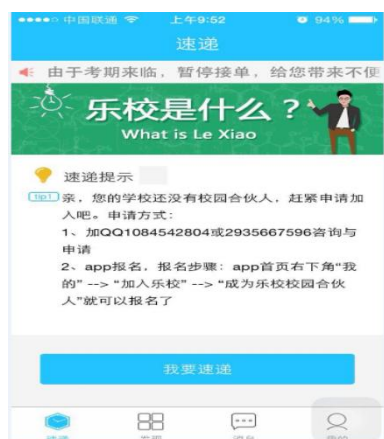 中国联通 上午9:52 94%
速递
由于考期来临，暂停接单，给您带来不便
乐校是什么？
What is Le Xiao
速递提示
tip1 亲，您的学校还没有校园合伙人，赶紧申请加
入吧。申请方式：
1、加QQ1084542804或2935667596咨询与
申请
2、app报名，报名步骤：app首页右下角“我
的” --> “加入乐校” --> “成为乐校校园合伙
人”就可以报名了
我要速递
速递